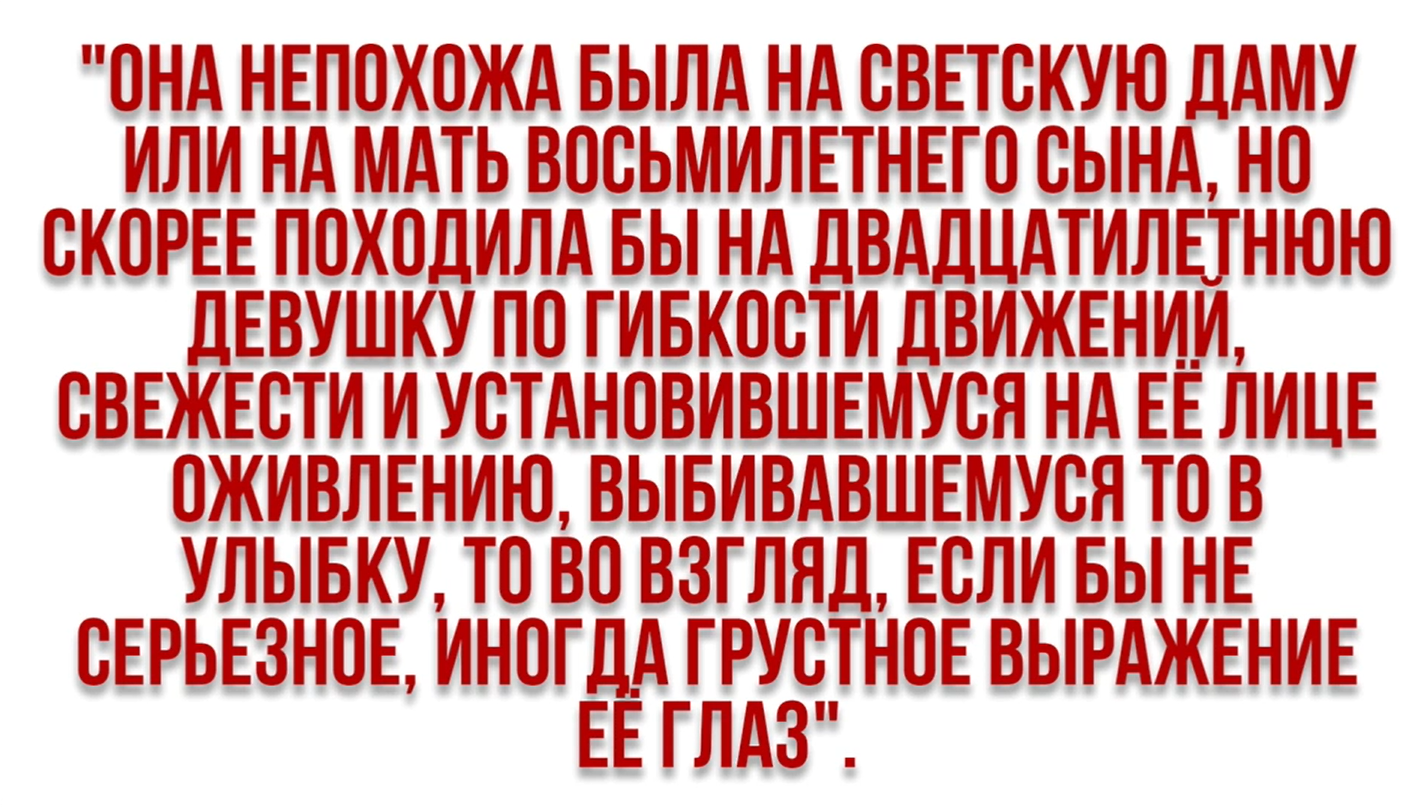 "ОНА НЕПОХОЖА БЫЛА НА СВЕТСКУЮ ДАМУ
ИЛИ НА МАТЬ ВОСЬМИЛЕТНЕГО СЫНА, НО
СКОРЕЕ ПОХОДИЛА БЫ НА ДВАДЦАТИЛЕТНЮЮ
ДЕВУШКУ ПО ГИБКОСТИ ДВИЖЕНИЙ,
СВЕЖЕСТИ И УСТАНОВИВШЕМУСЯ НА ЕЁ ЛИЦЕ
ОЖИВЛЕНИЮ, ВЫБИВАВШЕМУСЯ ТО В
УЛЫБКУ, ТО ВО ВЗГЛЯД, ЕСЛИ БЫ НЕ
СЕРЬЕЗНОЕ, ИНОГДА ГРУСТНОЕ ВЫРАЖЕНИЕ
ЕЁ ГЛАЗ".